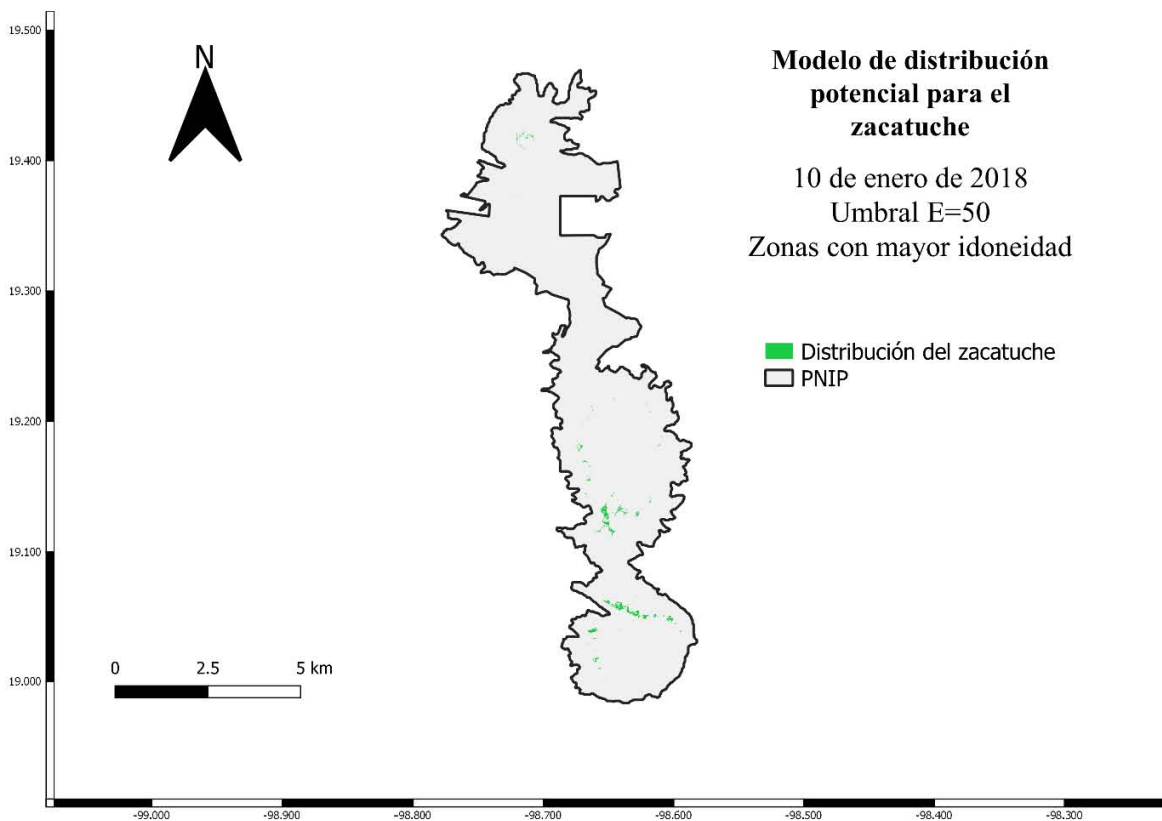 19.500
19.400
19.300
19.200
19.100
19.000
N
Modelo de distribución
potencial para el
zacatuche
10 de enero de 2018
Umbral E=50
Zonas con mayor idoneidad
Distribución del zacatuche
PNIP
0 2.5 5 km
-99.000 -98.900 -98.800 -98.700 -98.600 -98.500 -98.400 -98.300